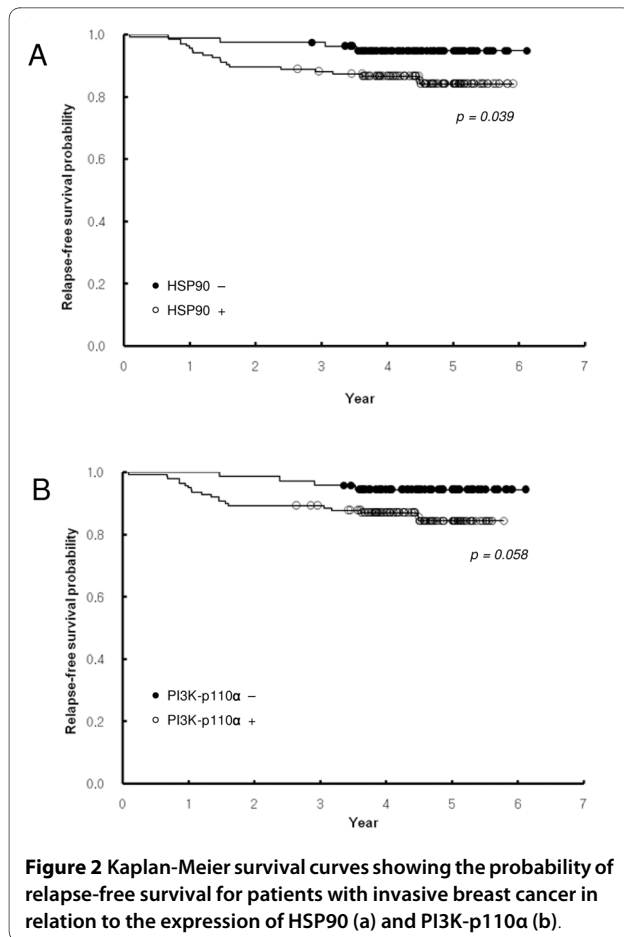 A
Relapse-free survival probability
1.0
0.8
0.6
0.4
0.2
0.0
p = 0.039
● HSP90 −
○ HSP90 +
0 1 2 3 4 5 6 7
Year
B
Relapse-free survival probability
1.0
0.8
0.6
0.4
0.2
0.0
p = 0.058
● PI3K-p110α −
○ PI3K-p110α +
0 1 2 3 4 5 6 7
Year
Figure 2 Kaplan-Meier survival curves showing the probability of
relapse-free survival for patients with invasive breast cancer in
relation to the expression of HSP90 (a) and PI3K-p110α (b).